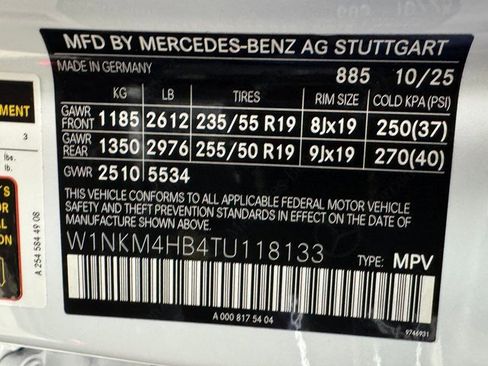 MFD BY MERCEDES-BENZ AG STUTTGART
MADE IN GERMANY 885 10/25
KG LB TIRES RIM SIZE COLD KPA (PSI)
GAWR FRONT 1185 2612 235/55 R19 8Jx19 250(37)
GAWR REAR 1350 2976 255/50 R19 9Jx19 270(40)
GVWR 2510 5534
THIS VEHICLE CONFORMS TO ALL APPLICABLE FEDERAL MOTOR VEHICLE
SAFETY AND THEFT PREVENTION STANDARDS IN EFFECT ON THE DATE
OF MANUFACTURE SHOWN ABOVE.
W1NKM4HB4TU118133 TYPE: MPV
A 000 817 54 04
9746931
3
lbs.
lb.
A 254 584 49 08